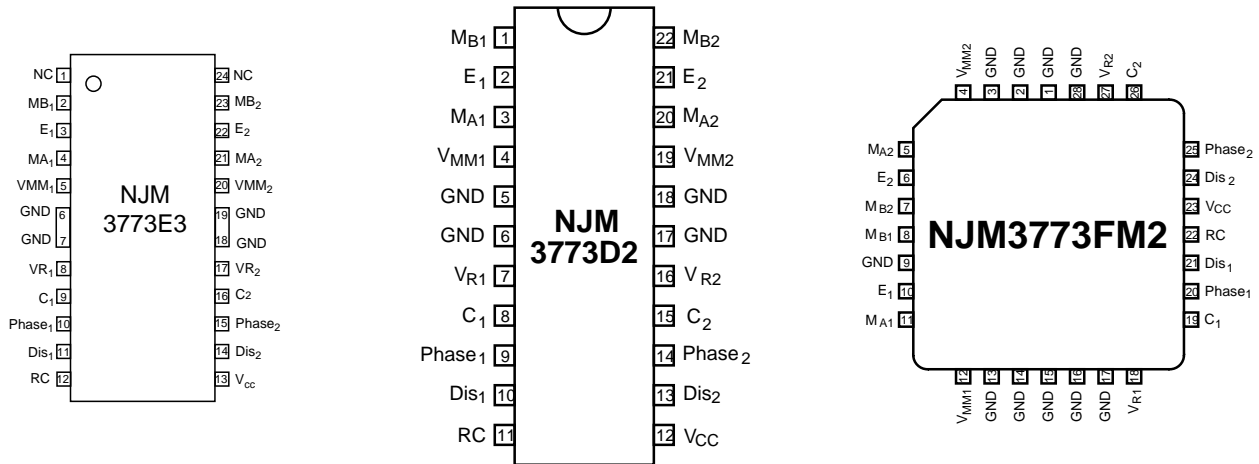 NC 1 24 NC
MB1 2 23 MB2
E1 3 22 E2
MA1 4 21 MA2
VMM1 5 20 VMM2
GND 6 19 GND
GND 7 18 GND
VR1 8 17 VR2
C1 9 16 C2
Phase1 10 15 Phase2
Dis1 11 14 Dis2
RC 12 13 Vcc
NJM
3773E3
MB1 1 22 MB2
E1 2 21 E2
MA1 3 20 MA2
VMM1 4 19 VMM2
GND 5 18 GND
GND 6 17 GND
VR1 7 16 VR2
C1 8 15 C2
Phase1 9 14 Phase2
Dis1 10 13 Dis2
RC 11 12 VCC
NJM
3773D2
VMM2 GND GND GND GND VR2 C2
4 3 2 1 28 27 26
MA2 5 25 Phase2
E2 6 24 Dis2
MB2 7 23 VCC
MB1 8 22 RC
GND 9 21 Dis1
E1 10 20 Phase1
MA1 11 19 C1
NJM3773FM2
12 13 14 15 16 17 18
VMM1 GND GND GND GND GND VR1